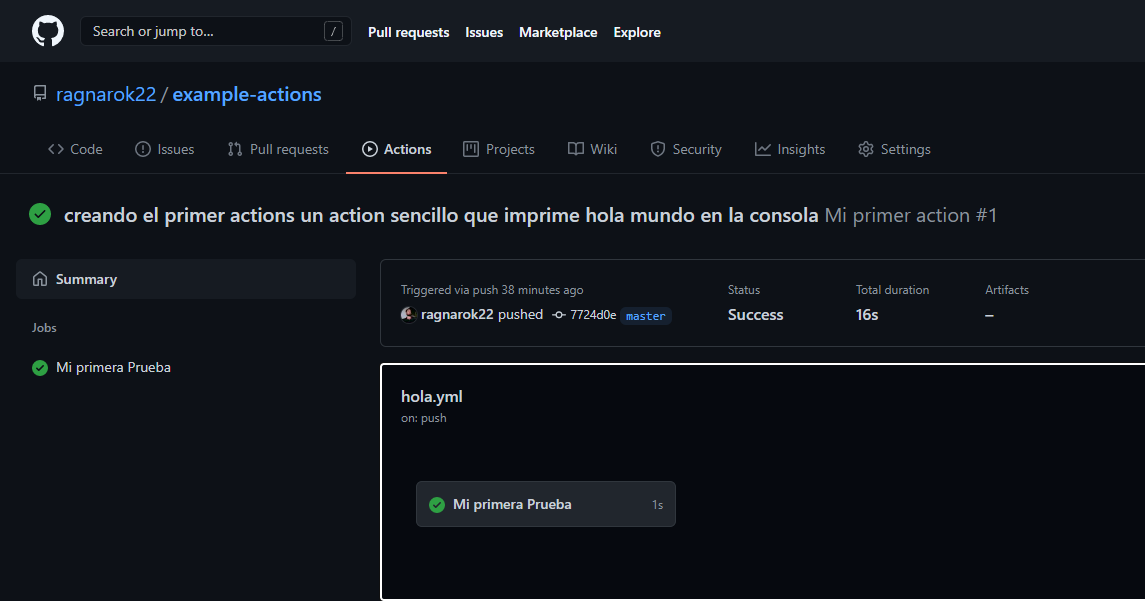 Search or jump to... / Pull requests Issues Marketplace Explore
ragnarok22 / example-actions
Code Issues Pull requests Actions Projects Wiki Security Insights Settings
creando el primer actions un action sencillo que imprime hola mundo en la consola Mi primer action #1
Summary
Jobs
Mi primera Prueba
Triggered via push 38 minutes ago Status Total duration Artifacts
ragnarok22 pushed 7724d0e master Success 16s –
hola.yml
on: push
Mi primera Prueba 1s